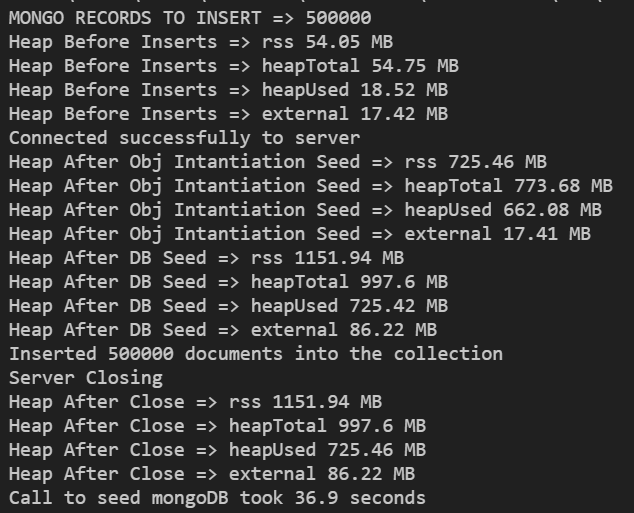 MONGO RECORDS TO INSERT => 500000
Heap Before Inserts => rss 54.05 MB
Heap Before Inserts => heapTotal 54.75 MB
Heap Before Inserts => heapUsed 18.52 MB
Heap Before Inserts => external 17.42 MB
Connected successfully to server
Heap After Obj Intantiation Seed => rss 725.46 MB
Heap After Obj Intantiation Seed => heapTotal 773.68 MB
Heap After Obj Intantiation Seed => heapUsed 662.08 MB
Heap After Obj Intantiation Seed => external 17.41 MB
Heap After DB Seed => rss 1151.94 MB
Heap After DB Seed => heapTotal 997.6 MB
Heap After DB Seed => heapUsed 725.42 MB
Heap After DB Seed => external 86.22 MB
Inserted 500000 documents into the collection
Server Closing
Heap After Close => rss 1151.94 MB
Heap After Close => heapTotal 997.6 MB
Heap After Close => heapUsed 725.46 MB
Heap After Close => external 86.22 MB
Call to seed mongoDB took 36.9 seconds